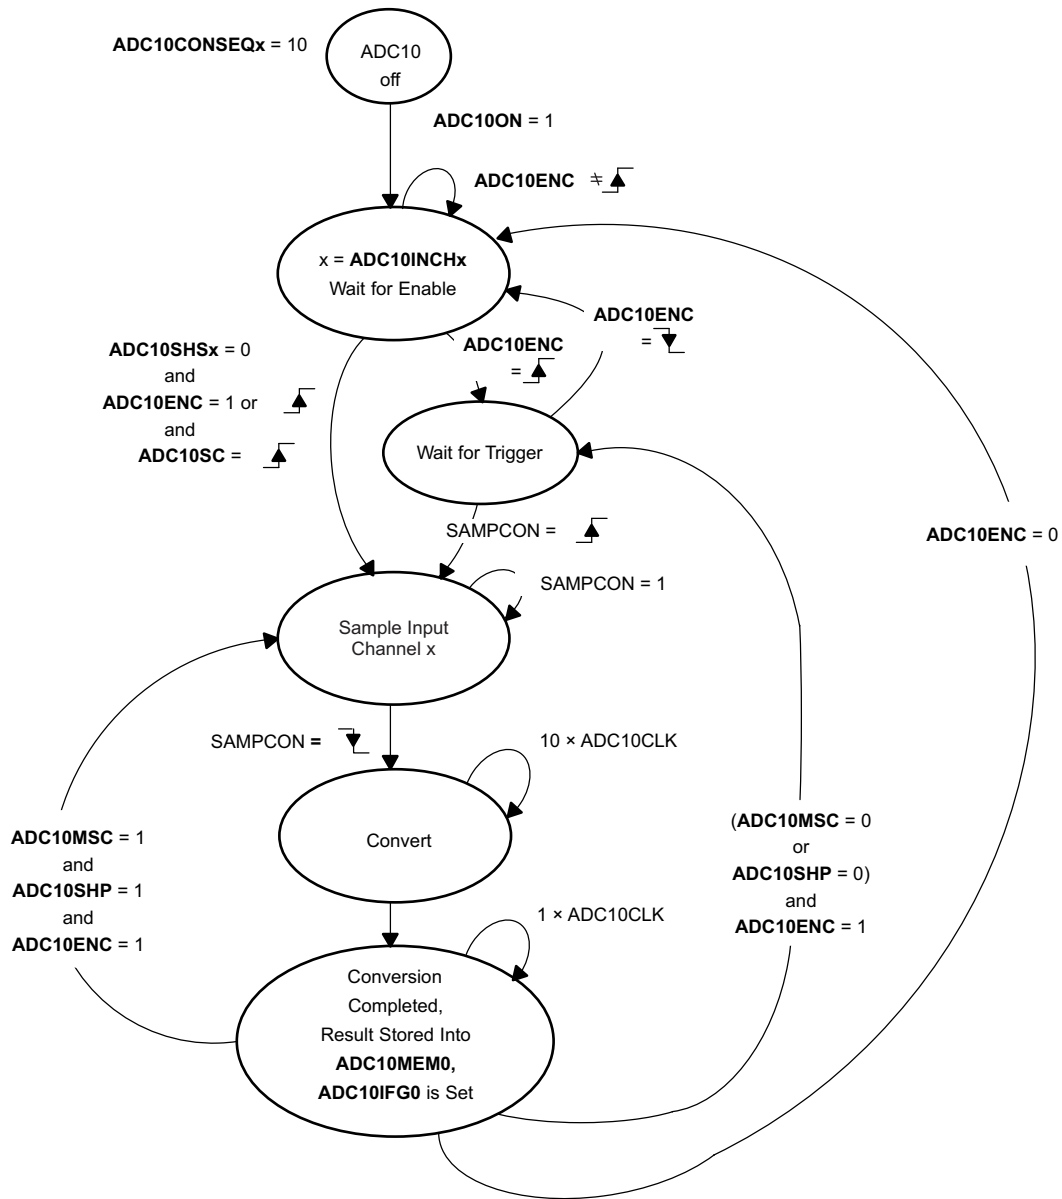 ADC10CONSEQx = 10
ADC10
off
ADC10ON = 1
ADC10ENC ≠
x = ADC10INCHx
Wait for Enable
ADC10ENC
=
ADC10ENC
=
ADC10SHSx = 0
and
ADC10ENC = 1 or
and
ADC10SC =
Wait for Trigger
SAMPCON =
ADC10ENC = 0
SAMPCON = 1
Sample Input
Channel x
SAMPCON =
10 × ADC10CLK
Convert
(ADC10MSC = 0
or
ADC10SHP = 0)
and
ADC10ENC = 1
ADC10MSC = 1
and
ADC10SHP = 1
and
ADC10ENC = 1
1 × ADC10CLK
Conversion
Completed,
Result Stored Into
ADC10MEM0,
ADC10IFG0 is Set